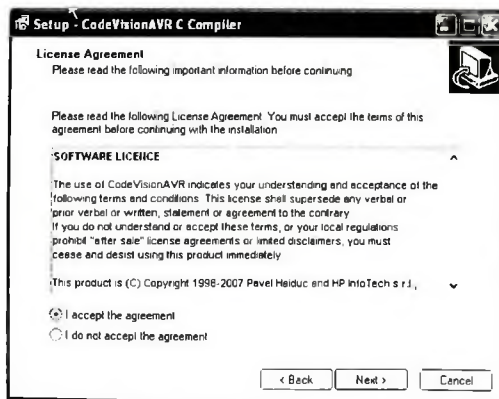 Setup - CodeVisionAVR C Compiler
License Agreement
Please read the following important information before continuing
Please read the following License Agreement You must accept the terms of this
agreement before continuing with the installation
SOFTWARE LICENCE
The use of CodeVisionAVR indicates your understanding and acceptance of the
following terms and conditions This license shall supersede any verbal or
prior verbal or written, statement or agreement to the contrary
If you do not understand or accept these terms, or your local regulations
prohibit "after sale" license agreements or limited disclaimers, you must
cease and desist using this product immediately
This product is (C) Copyright 1998-2007 Pavel Haiduc and HP InfoTech s r l,
I accept the agreement
I do not accept the agreement
< Back Next > Cancel